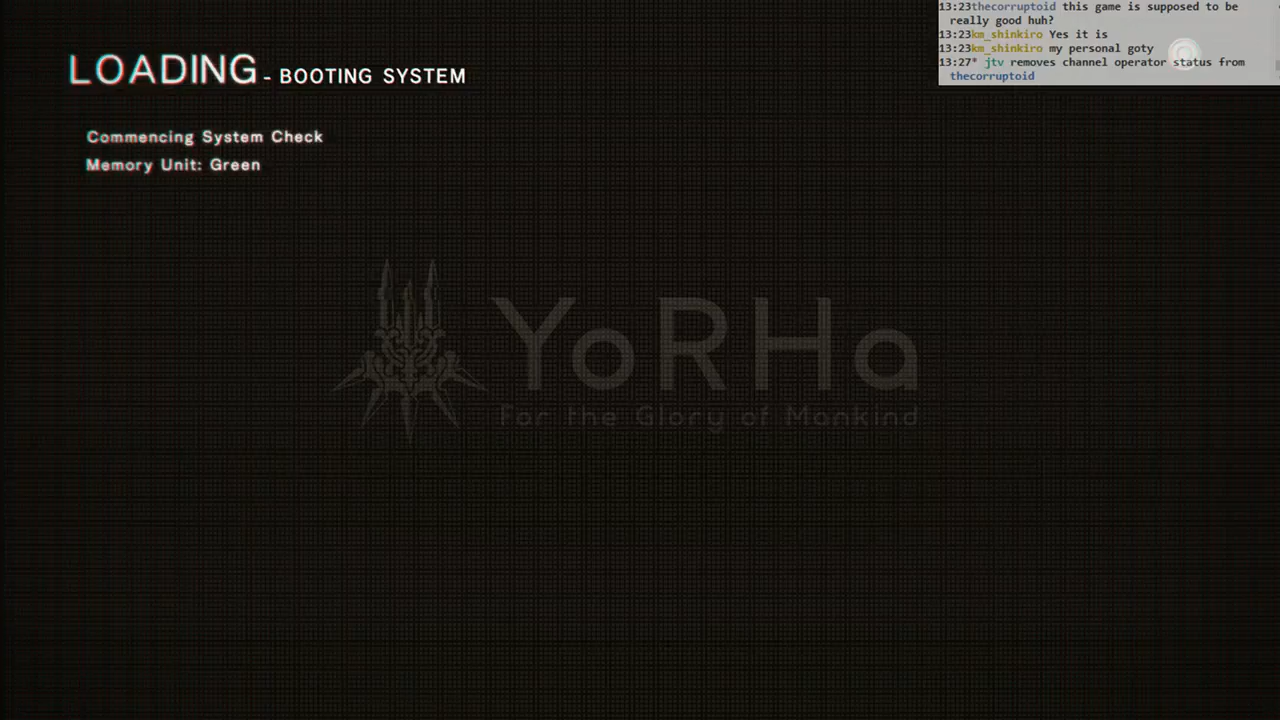 LOADING - BOOTING SYSTEM
Commencing System Check
Memory Unit: Green
YoRHa
For the Glory of Mankind
13:23thecorruptoid this game is supposed to be
really good huh?
13:23km_shinkiro Yes it is
13:23km_shinkiro my personal goty
13:27* jtv removes channel operator status from
thecorruptoid